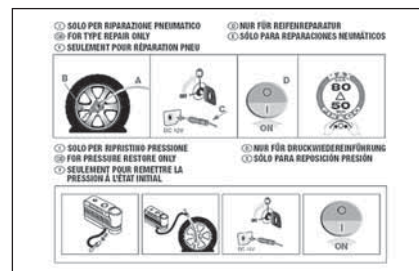 I SOLO PER RIPARAZIONE PNEUMATICO
GB FOR TYPE REPAIR ONLY
F SEULEMENT POUR RÉPARATION PNEU
D NUR FÜR REIFENREPARATUR
E SÓLO PARA REPARACIONES NEUMÁTICOS
B
A
C
DC 12V
D
O
I
ON
80
50
I SOLO PER RIPRISTINO PRESSIONE
GB FOR PRESSURE RESTORE ONLY
F SEULEMENT POUR REMETTRE LA
PRESSION À L'ÉTAT INITIAL
D NUR FÜR DRUCKWIEDEREINFÜHRUNG
E SÓLO PARA REPOSICIÓN PRESIÓN
DC 12V
O
I
ON